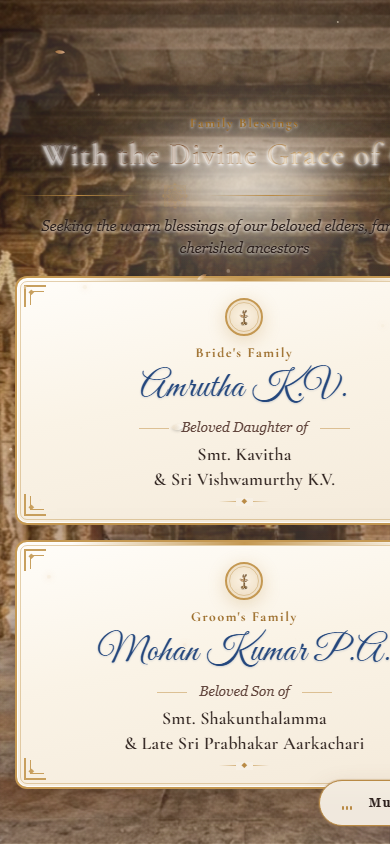 Family Blessings
With the Divine Grace of
Seeking the warm blessings of our beloved elders,
cherished ancestors
Bride's Family
Amrutha K.V.
Beloved Daughter of
Smt. Kavitha
& Sri Vishwamurthy K.V.
Groom's Family
Mohan Kumar P.A.
Beloved Son of
Smt. Shakunthalamma
& Late Sri Prabhakar Aarkachari